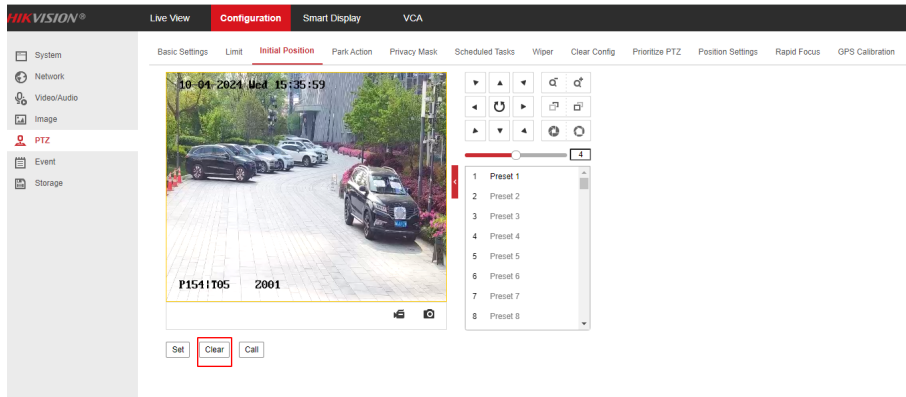 HIKVISION®
Live View Configuration Smart Display VCA
System
Network
Video/Audio
Image
PTZ
Event
Storage
Basic Settings Limit Initial Position Park Action Privacy Mask Scheduled Tasks Wiper Clear Config Prioritize PTZ Position Settings Rapid Focus GPS Calibration
10-04-2024 Wed 15:35:59
P154 T05 2001
4
1 Preset 1
2 Preset 2
3 Preset 3
4 Preset 4
5 Preset 5
6 Preset 6
7 Preset 7
8 Preset 8
Set Clear Call